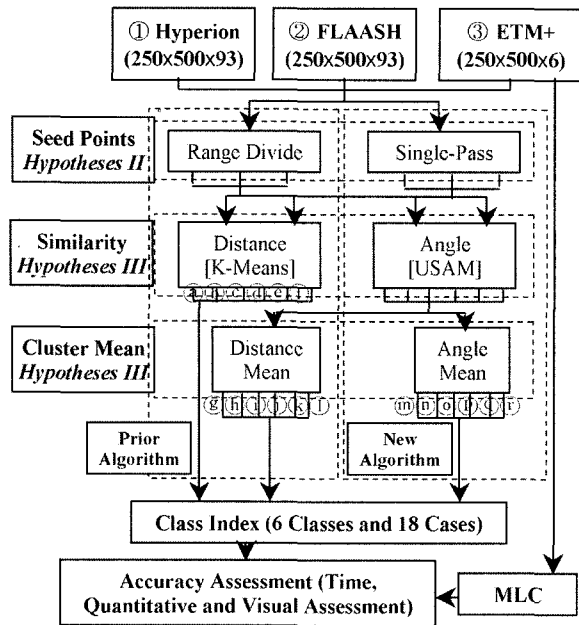 ① Hyperion
(250x500x93)
② FLAASH
(250x500x93)
③ ETM+
(250x500x6)
Seed Points
Hypotheses II
Range Divide
Single-Pass
Similarity
Hypotheses III
Distance
[K-Means]
Angle
[USAM]
ⓐ ⓑ ⓒ ⓓ ⓔ ⓕ
Cluster Mean
Hypotheses III
Distance
Mean
Angle
Mean
ⓖ ⓗ ⓘ ⓙ ⓚ ⓛ
ⓜ ⓝ ⓞ ⓟ ⓠ ⓡ
Prior
Algorithm
New
Algorithm
Class Index (6 Classes and 18 Cases)
Accuracy Assessment (Time,
Quantitative and Visual Assessment)
MLC